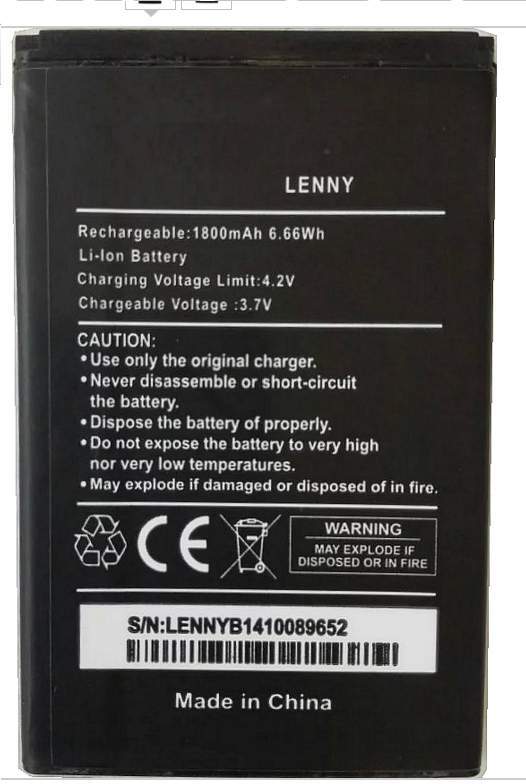 LENNY
Rechargeable:1800mAh 6.66Wh
Li-Ion Battery
Charging Voltage Limit:4.2V
Chargeable Voltage :3.7V
CAUTION:
• Use only the original charger.
• Never disassemble or short-circuit
the battery.
• Dispose the battery of properly.
• Do not expose the battery to very high
nor very low temperatures.
• May explode if damaged or disposed of in fire.
CE
WARNING
MAY EXPLODE IF
DISPOSED OR IN FIRE
S/N:LENNYB1410089652
Made in China